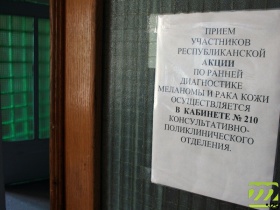 ПРИЕМ
УЧАСТНИКОВ
РЕСПУБЛИКАНСКОЙ
АКЦИИ
ПО РАННЕЙ
ДИАГНОСТИКЕ
МЕЛАНОМЫ И РАКА КОЖИ
ОСУЩЕСТВЛЯЕТСЯ
В КАБИНЕТЕ № 210
КОНСУЛЬТАТИВНО-
ПОЛИКЛИНИЧЕСКОГО
ОТДЕЛЕНИЯ.